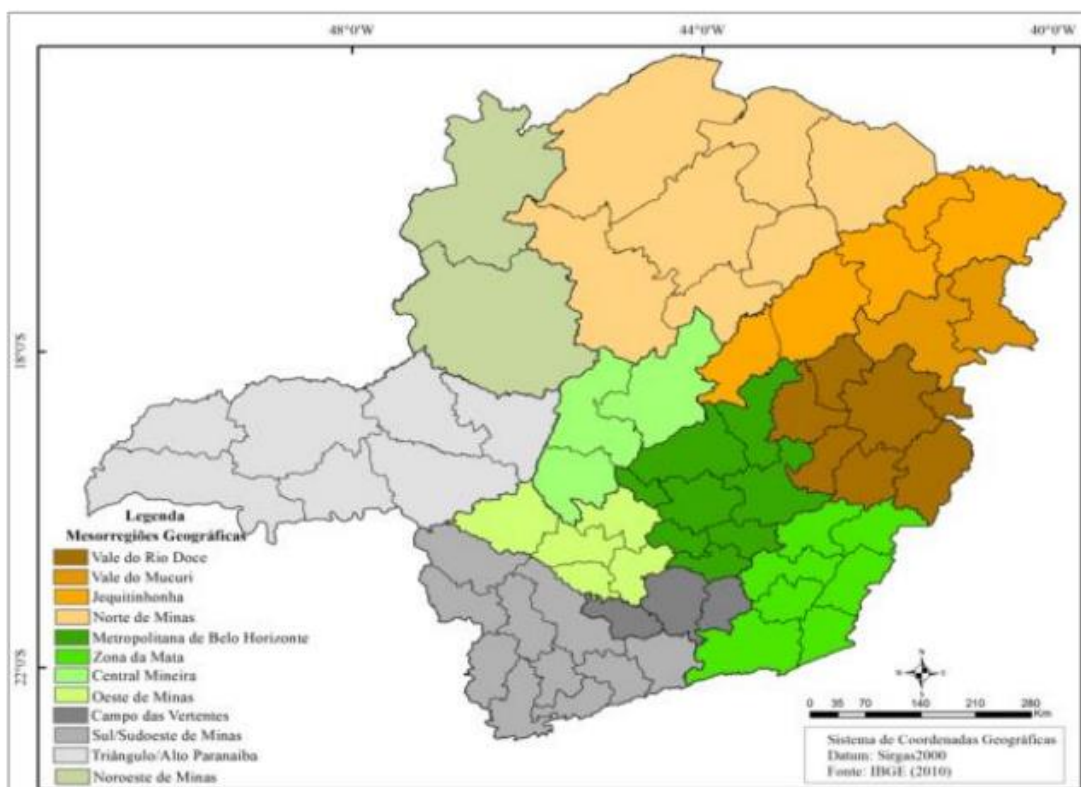 48°0'W 44°0'W 40°0'W
18°0'S
22°0'S
Legenda
Mesorregiões Geográficas
Vale do Rio Doce
Vale do Mucuri
Jequitinhonha
Norte de Minas
Metropolitana de Belo Horizonte
Zona da Mata
Central Mineira
Oeste de Minas
Campo das Vertentes
Sul/Sudoeste de Minas
Triângulo/Alto Paranaíba
Noroeste de Minas
N
W E
S
0 35 70 140 210 280
Km
Sistema de Coordenadas Geográficas
Datum: Sirgas2000
Fonte: IBGE (2010)